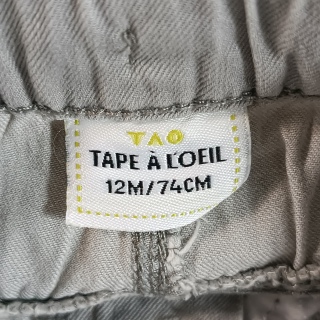 TAO
TAPE À L'OEIL
12M/74CM